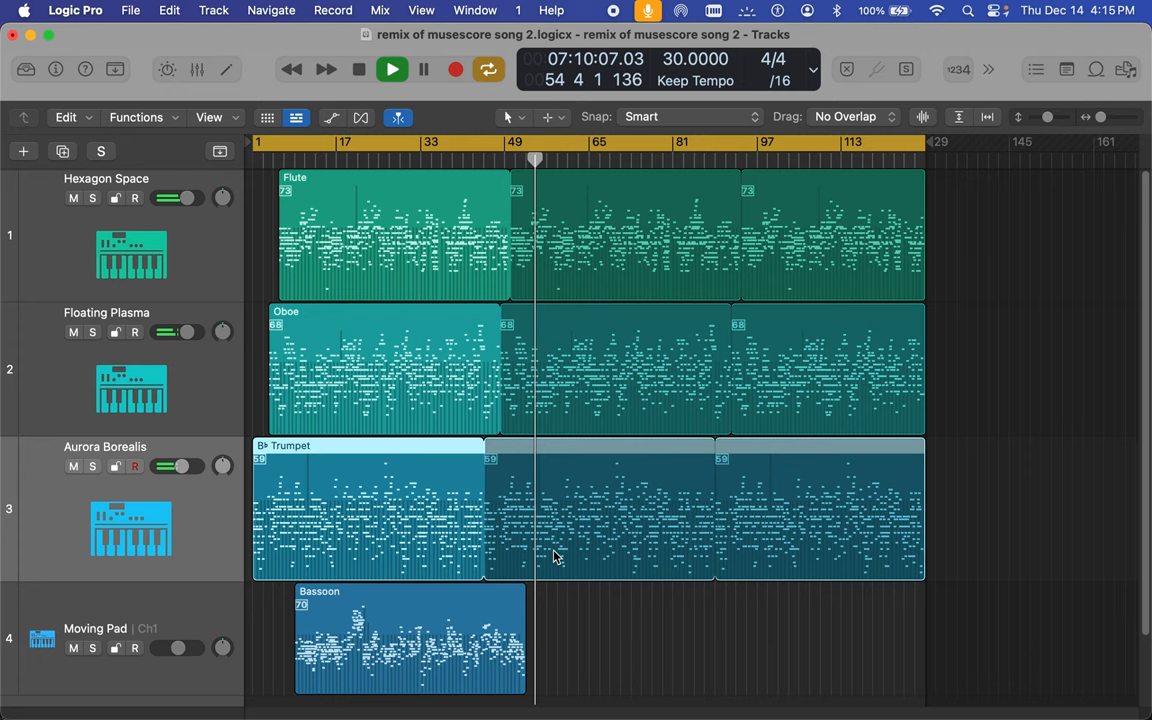 Logic Pro File Edit Track Navigate Record Mix View Window 1 Help 100% Thu Dec 14 4:15 PM
remix of musescore song 2.logicx - remix of musescore song 2 - Tracks
00:07:10:07.03 30.0000 4/4
0054 4 1 136 Keep Tempo /16
S 1234
Edit Functions View Snap: Smart Drag: No Overlap
S 1 17 33 49 65 81 97 113 129 145 161
Hexagon Space
M S R
1
Flute
73 73 73
Floating Plasma
M S R
2
Oboe
68 68 68
Aurora Borealis
M S R
3
B♭ Trumpet
59 59 59
Moving Pad | Ch1
M S R
4
Bassoon
70